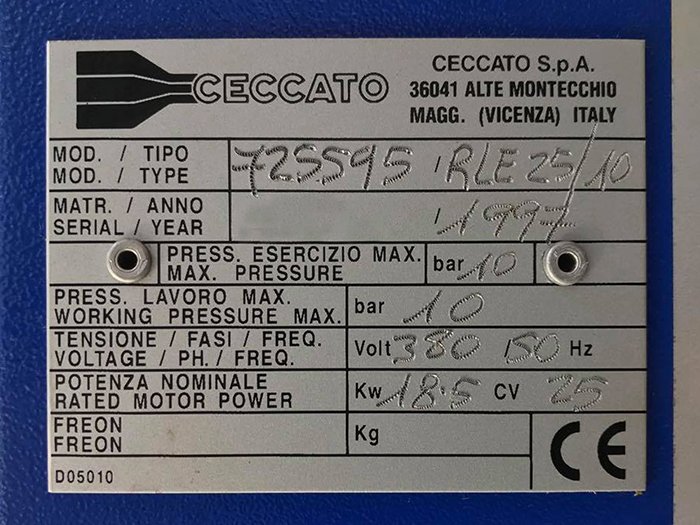 CECCATO
CECCATO S.p.A.
36041 ALTE MONTECCHIO
MAGG. (VICENZA) ITALY
MOD. / TIPO
MOD. / TYPE
725595 / RLE 25/10
MATR. / ANNO
SERIAL / YEAR
/ 1997
PRESS. ESERCIZIO MAX.
MAX. PRESSURE
bar 10
PRESS. LAVORO MAX.
WORKING PRESSURE MAX.
bar 10
TENSIONE / FASI / FREQ.
VOLTAGE / PH. / FREQ.
Volt 380 /50 Hz
POTENZA NOMINALE
RATED MOTOR POWER
Kw 18.5 CV 25
FREON
FREON
Kg
CE
D05010